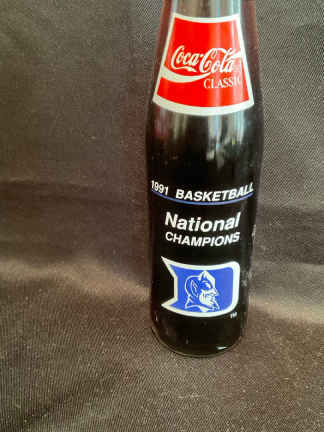 Coca-Cola
CLASSIC
1991 BASKETBALL
National
CHAMPIONS
TM